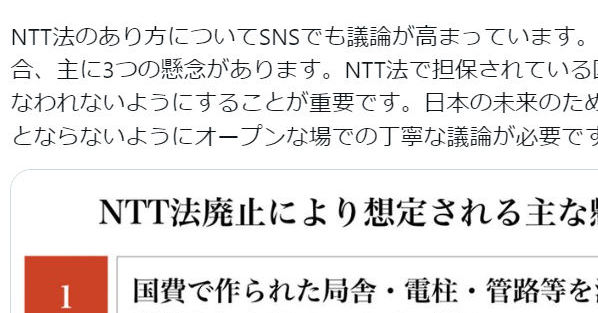 NTT法のあり方についてSNSでも議論が高まっています。
合、主に3つの懸念があります。NTT法で担保されている
なわれないようにすることが重要です。日本の未来のため
とならないようにオープンな場での丁寧な議論が必要です
NTT法廃止により想定される主な
1
国費で作られた局舎・電柱・管路等を